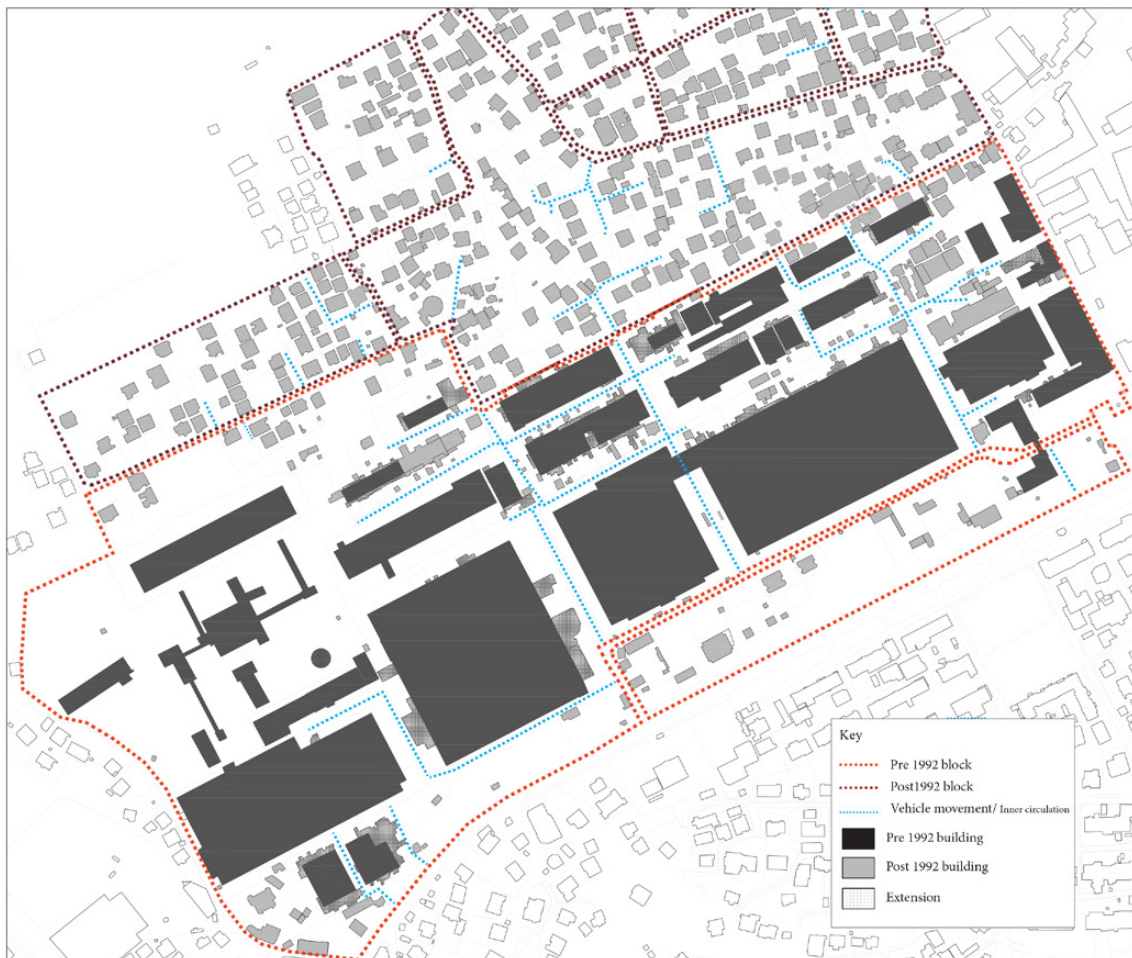 Key
Pre 1992 block
Post1992 block
Vehicle movement/ Inner circulation
Pre 1992 building
Post 1992 building
Extension